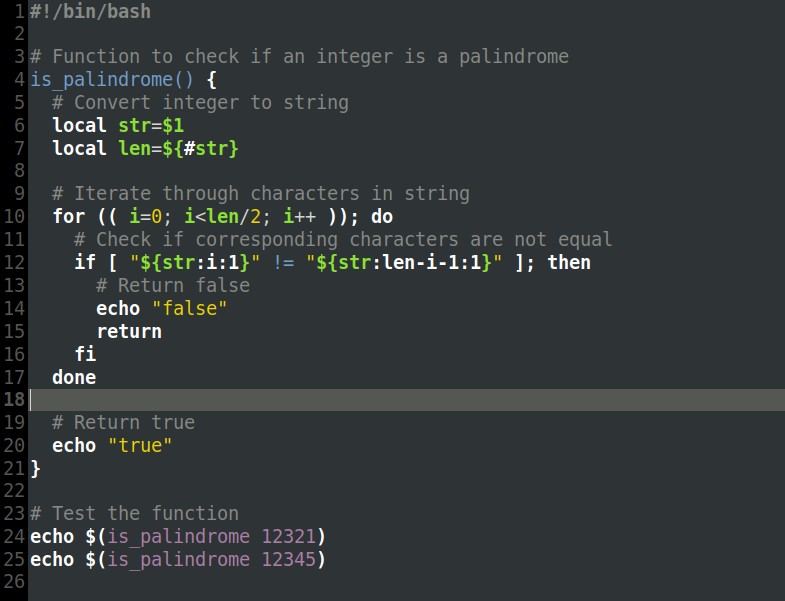 1 #!/bin/bash
2
3 # Function to check if an integer is a palindrome
4 is_palindrome() {
5   # Convert integer to string
6   local str=$1
7   local len=${#str}
8
9   # Iterate through characters in string
10   for (( i=0; i<len/2; i++ )); do
11     # Check if corresponding characters are not equal
12     if [ "${str:i:1}" != "${str:len-i-1:1}" ]; then
13       # Return false
14       echo "false"
15       return
16     fi
17   done
18
19   # Return true
20   echo "true"
21 }
22
23 # Test the function
24 echo $(is_palindrome 12321)
25 echo $(is_palindrome 12345)
26